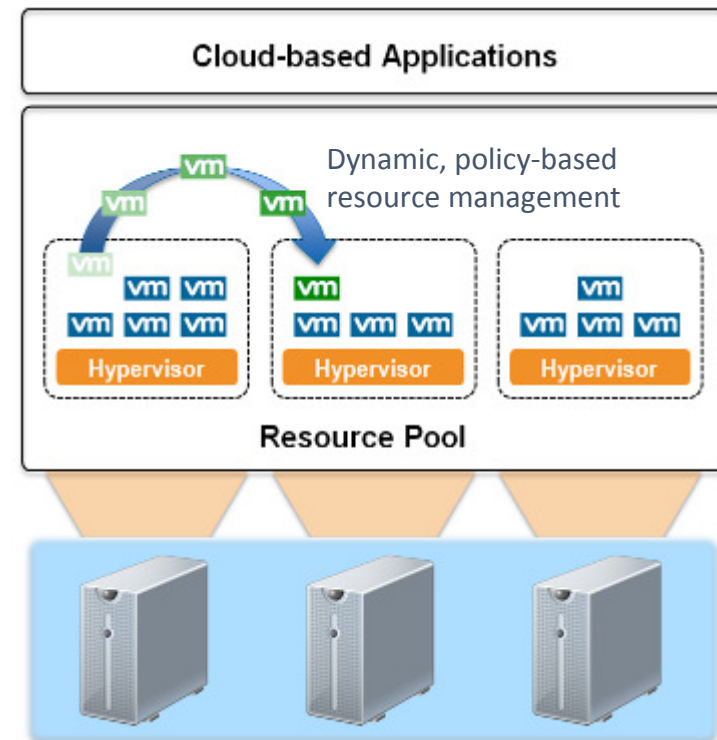 Cloud-based Applications
Dynamic, policy-based
resource management
vm
vm
vm
vm
vm vm
vm vm vm
Hypervisor
vm
vm vm vm
Hypervisor
vm
vm vm vm
Hypervisor
Resource Pool